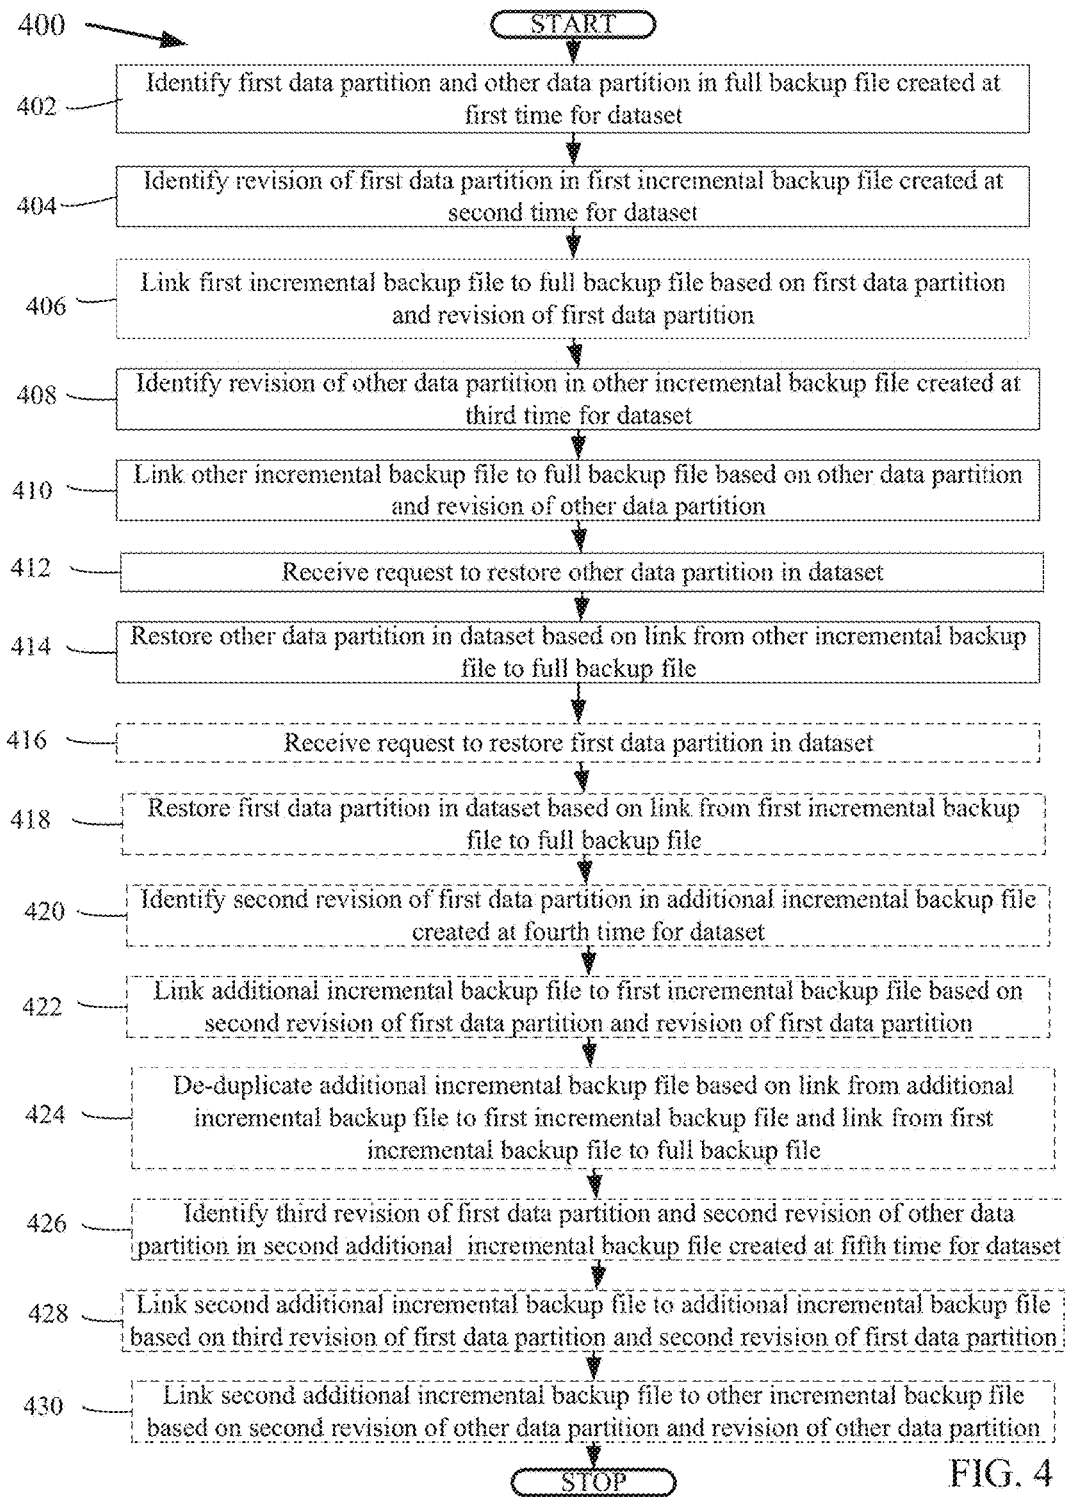 400
START
402
Identify first data partition and other data partition in full backup file created at
first time for dataset
404
Identify revision of first data partition in first incremental backup file created at
second time for dataset
406
Link first incremental backup file to full backup file based on first data partition
and revision of first data partition
408
Identify revision of other data partition in other incremental backup file created at
third time for dataset
410
Link other incremental backup file to full backup file based on other data partition
and revision of other data partition
412
Receive request to restore other data partition in dataset
414
Restore other data partition in dataset based on link from other incremental backup
file to full backup file
416
Receive request to restore first data partition in dataset
418
Restore first data partition in dataset based on link from first incremental backup
file to full backup file
420
Identify second revision of first data partition in additional incremental backup file
created at fourth time for dataset
422
Link additional incremental backup file to first incremental backup file based on
second revision of first data partition and revision of first data partition
424
De-duplicate additional incremental backup file based on link from additional
incremental backup file to first incremental backup file and link from first
incremental backup file to full backup file
426
Identify third revision of first data partition and second revision of other data
partition in second additional incremental backup file created at fifth time for dataset
428
Link second additional incremental backup file to additional incremental backup file
based on third revision of first data partition and second revision of first data partition
430
Link second additional incremental backup file to other incremental backup file
based on second revision of other data partition and revision of other data partition
STOP
FIG. 4